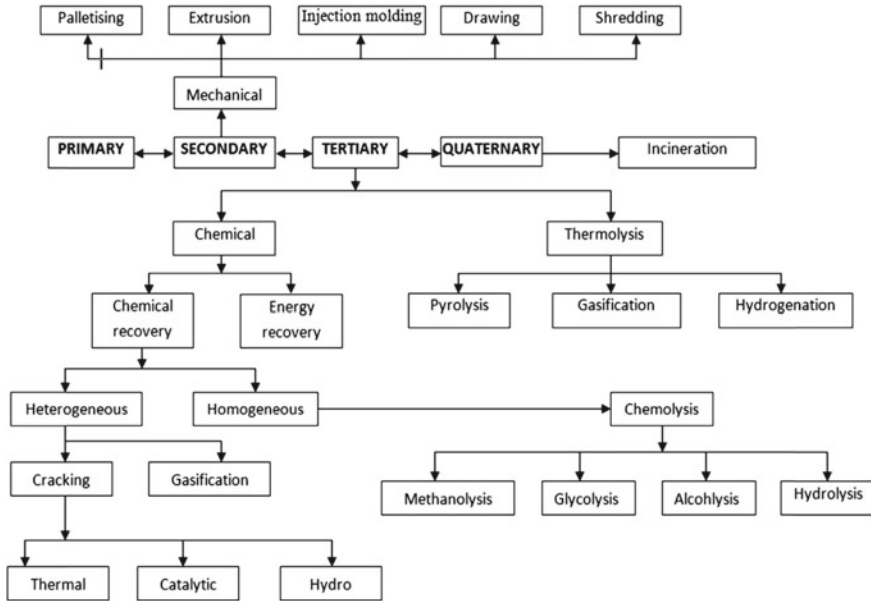 Palletising
Extrusion
Injection molding
Drawing
Shredding
Mechanical
PRIMARY
SECONDARY
TERTIARY
QUATERNARY
Incineration
Chemical
Thermolysis
Chemical
recovery
Energy
recovery
Pyrolysis
Gasification
Hydrogenation
Heterogeneous
Homogeneous
Chemolysis
Cracking
Gasification
Methanolysis
Glycolysis
Alcohlysis
Hydrolysis
Thermal
Catalytic
Hydro